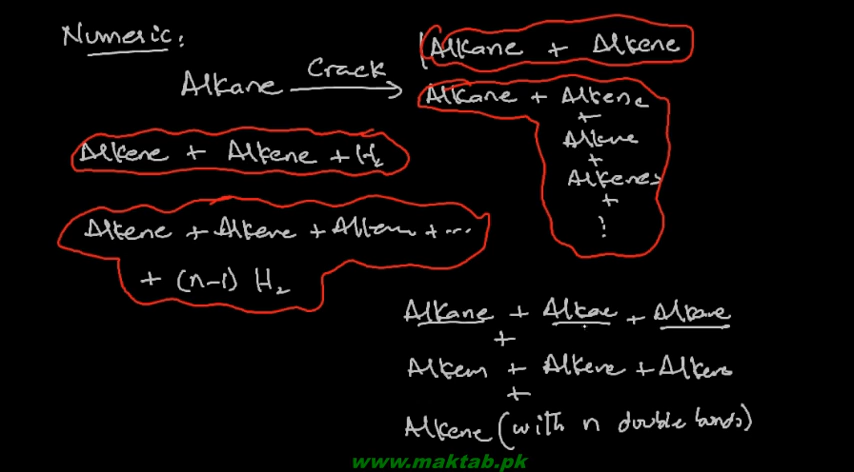 Numeric:
Alkane Crack → Alkane + Alkene
Alkane + Alkene
+
Alkene
+
Alkenes
+
Alkene + Alkene + H₂
Alkene + Alkene + Alkene + ...
+ (n-1) H₂
Alkane + Alkane + Alkane
+
Alkene + Alkene + Alkene
+
Alkene (with n double bonds)
www.maktab.pk